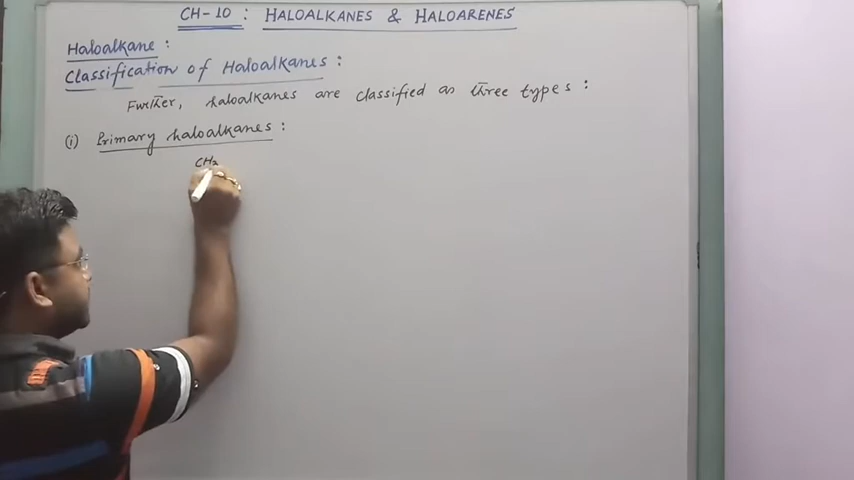 CH-10 : HALOALKANES & HALOARENES
Haloalkane :
Classification of HaloalKanes :
Further, haloalKanes are classified as three types :
(i) Primary haloalKanes :
CH3